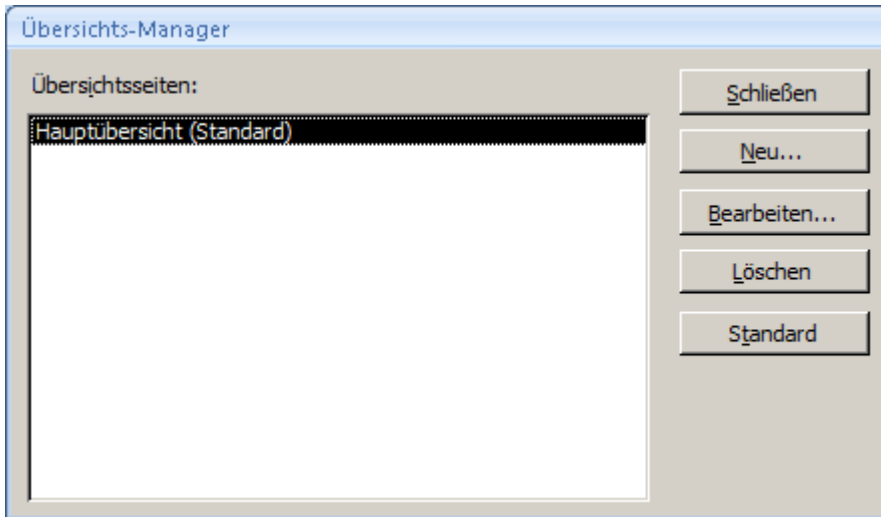 Übersichts-Manager
Übersichtsseiten:
Hauptübersicht (Standard)
Schließen
Neu...
Bearbeiten...
Löschen
Standard